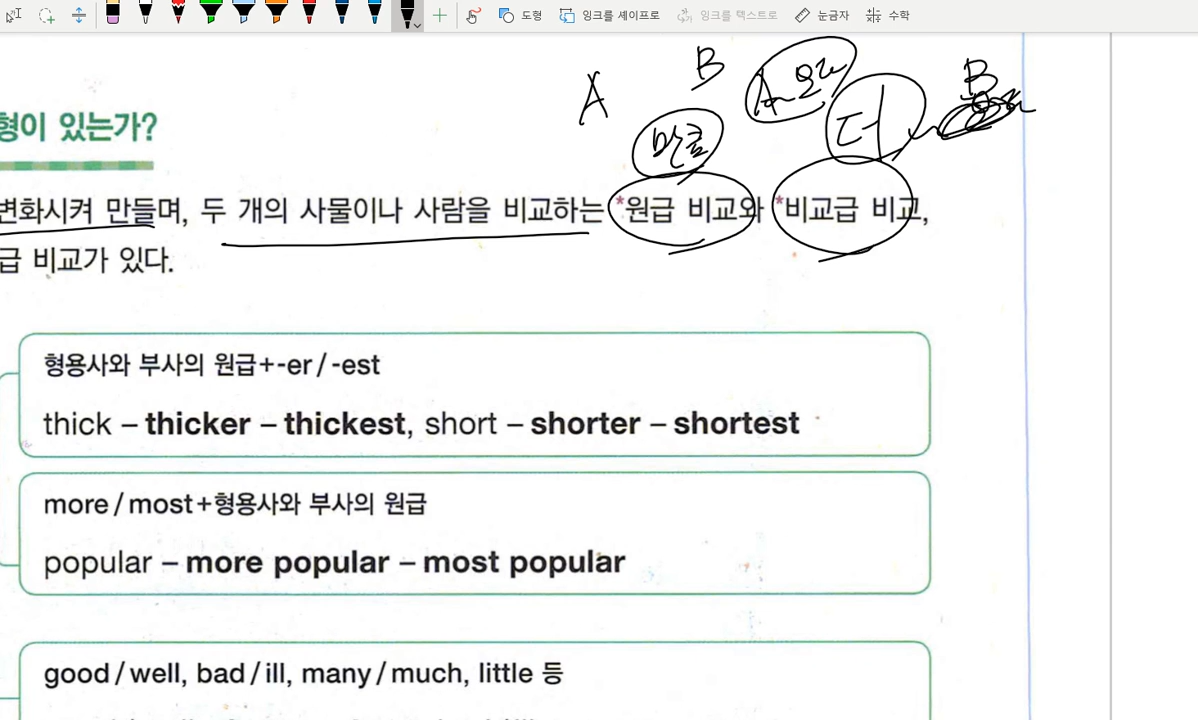 도형 잉크를 셰이프로 잉크를 텍스트로 눈금자 수학
A B A 보다 B
만큼 더
형이 있는가?
변화시켜 만들며, 두 개의 사물이나 사람을 비교하는 *원급 비교와 *비교급 비교,
급 비교가 있다.
형용사와 부사의 원급+-er/-est
thick – thicker – thickest, short – shorter – shortest
more/most+형용사와 부사의 원급
popular – more popular – most popular
good/well, bad/ill, many/much, little 등